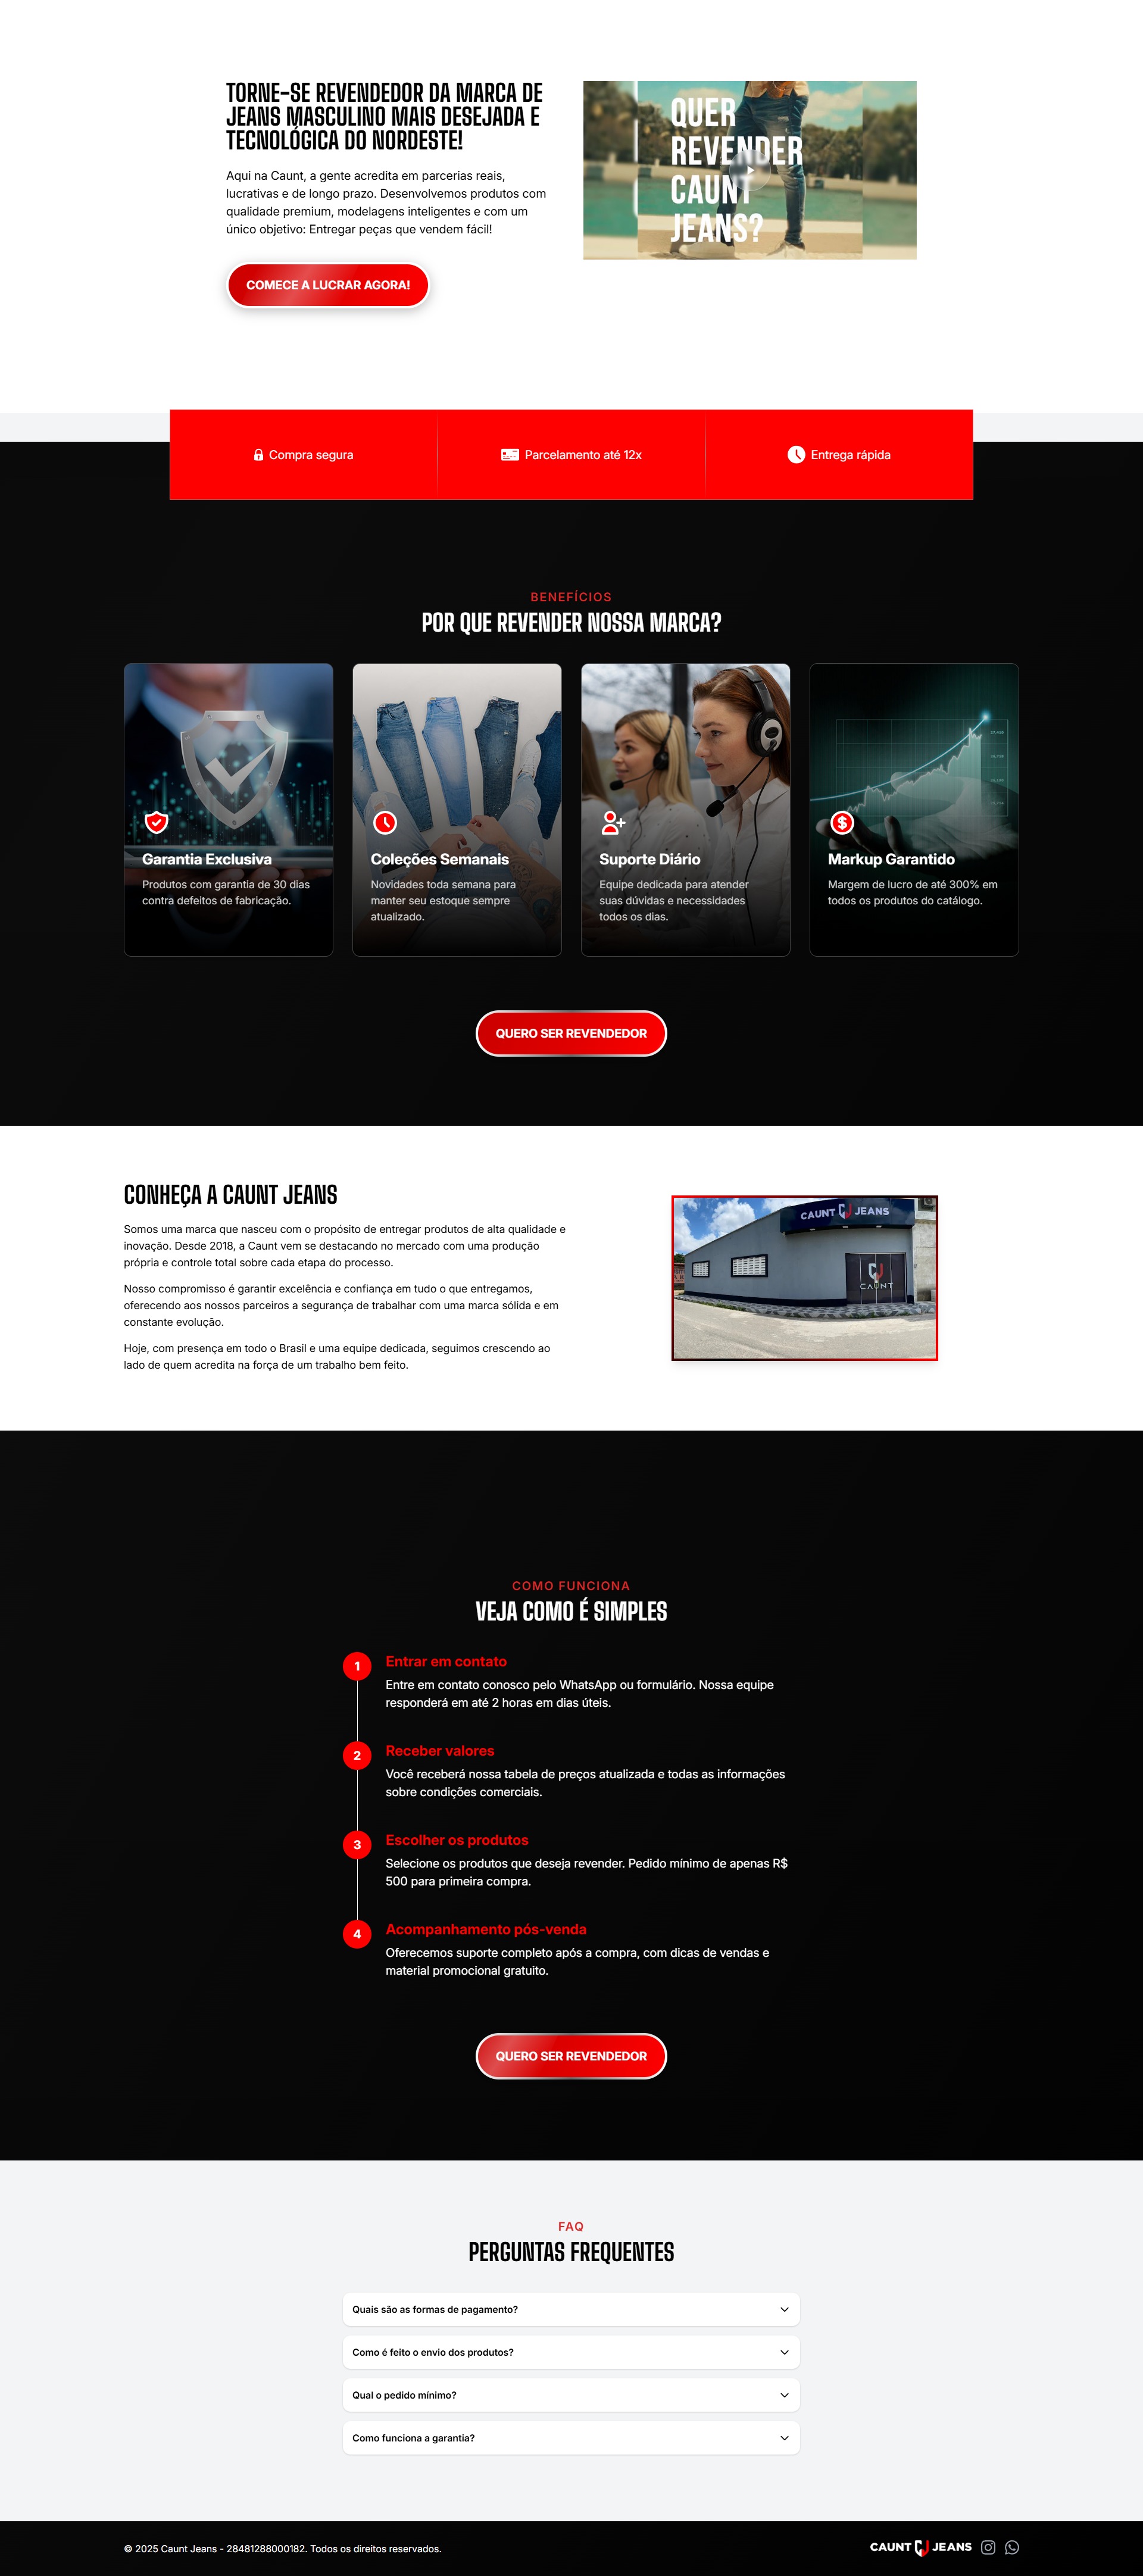 TORNE-SE REVENDEDOR DA MARCA DE
JEANS MASCULINO MAIS DESEJADA E
TECNOLÓGICA DO NORDESTE!
Aqui na Caunt, a gente acredita em parcerias reais,
lucrativas e de longo prazo. Desenvolvemos produtos com
qualidade premium, modelagens inteligentes e com um
único objetivo: Entregar peças que vendem fácil!
COMECE A LUCRAR AGORA!
QUER
REVENDER
CAUNT
JEANS?
Compra segura
Parcelamento até 12x
Entrega rápida
BENEFÍCIOS
POR QUE REVENDER NOSSA MARCA?
Garantia Exclusiva
Produtos com garantia de 30 dias
contra defeitos de fabricação.
Coleções Semanais
Novidades toda semana para
manter seu estoque sempre
atualizado.
Suporte Diário
Equipe dedicada para atender
suas dúvidas e necessidades
todos os dias.
Markup Garantido
Margem de lucro de até 300% em
todos os produtos do catálogo.
QUERO SER REVENDEDOR
CONHEÇA A CAUNT JEANS
Somos uma marca que nasceu com o propósito de entregar produtos de alta qualidade e
inovação. Desde 2018, a Caunt vem se destacando no mercado com uma produção
própria e controle total sobre cada etapa do processo.
Nosso compromisso é garantir excelência e confiança em tudo o que entregamos,
oferecendo aos nossos parceiros a segurança de trabalhar com uma marca sólida e em
constante evolução.
Hoje, com presença em todo o Brasil e uma equipe dedicada, seguimos crescendo ao
lado de quem acredita na força de um trabalho bem feito.
CAUNT JEANS
CAUNT
COMO FUNCIONA
VEJA COMO É SIMPLES
1
Entrar em contato
Entre em contato conosco pelo WhatsApp ou formulário. Nossa equipe
responderá em até 2 horas em dias úteis.
2
Receber valores
Você receberá nossa tabela de preços atualizada e todas as informações
sobre condições comerciais.
3
Escolher os produtos
Selecione os produtos que deseja revender. Pedido mínimo de apenas R$
500 para primeira compra.
4
Acompanhamento pós-venda
Oferecemos suporte completo após a compra, com dicas de vendas e
material promocional gratuito.
QUERO SER REVENDEDOR
FAQ
PERGUNTAS FREQUENTES
Quais são as formas de pagamento?
Como é feito o envio dos produtos?
Qual o pedido mínimo?
Como funciona a garantia?
© 2025 Caunt Jeans - 28481288000182. Todos os direitos reservados.
CAUNT JEANS